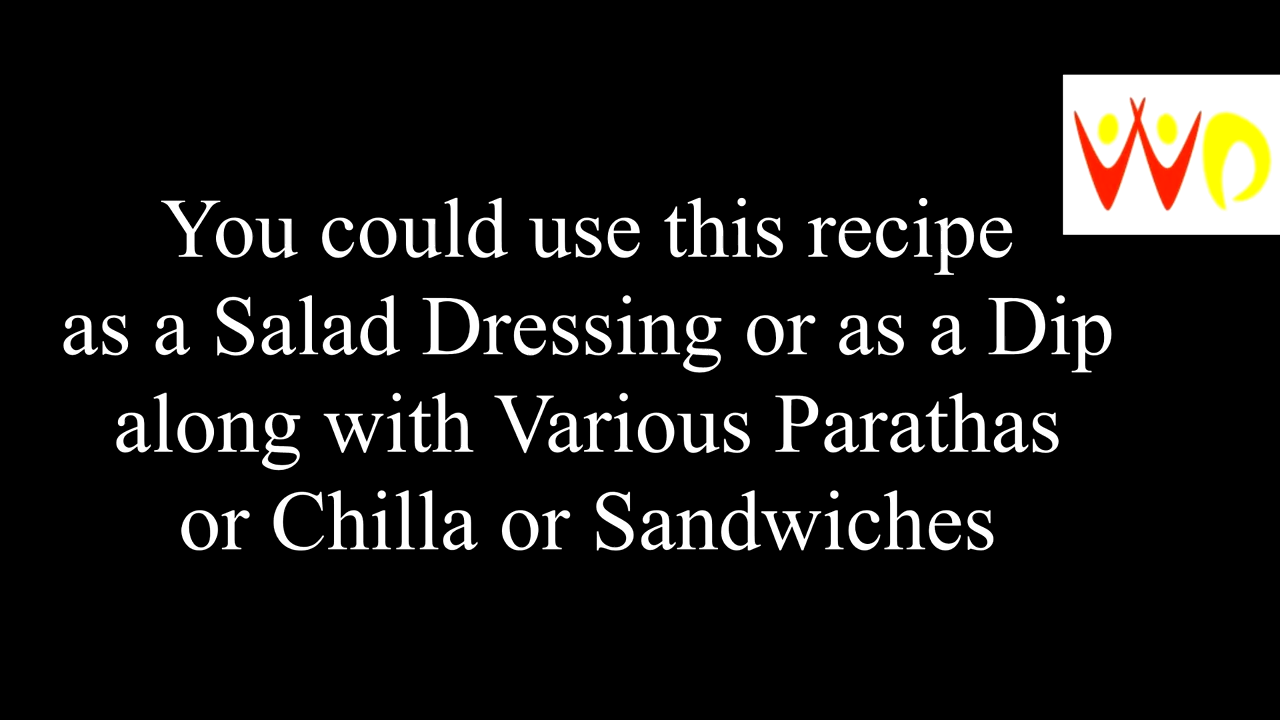 You could use this recipe
as a Salad Dressing or as a Dip
along with Various Parathas
or Chilla or Sandwiches